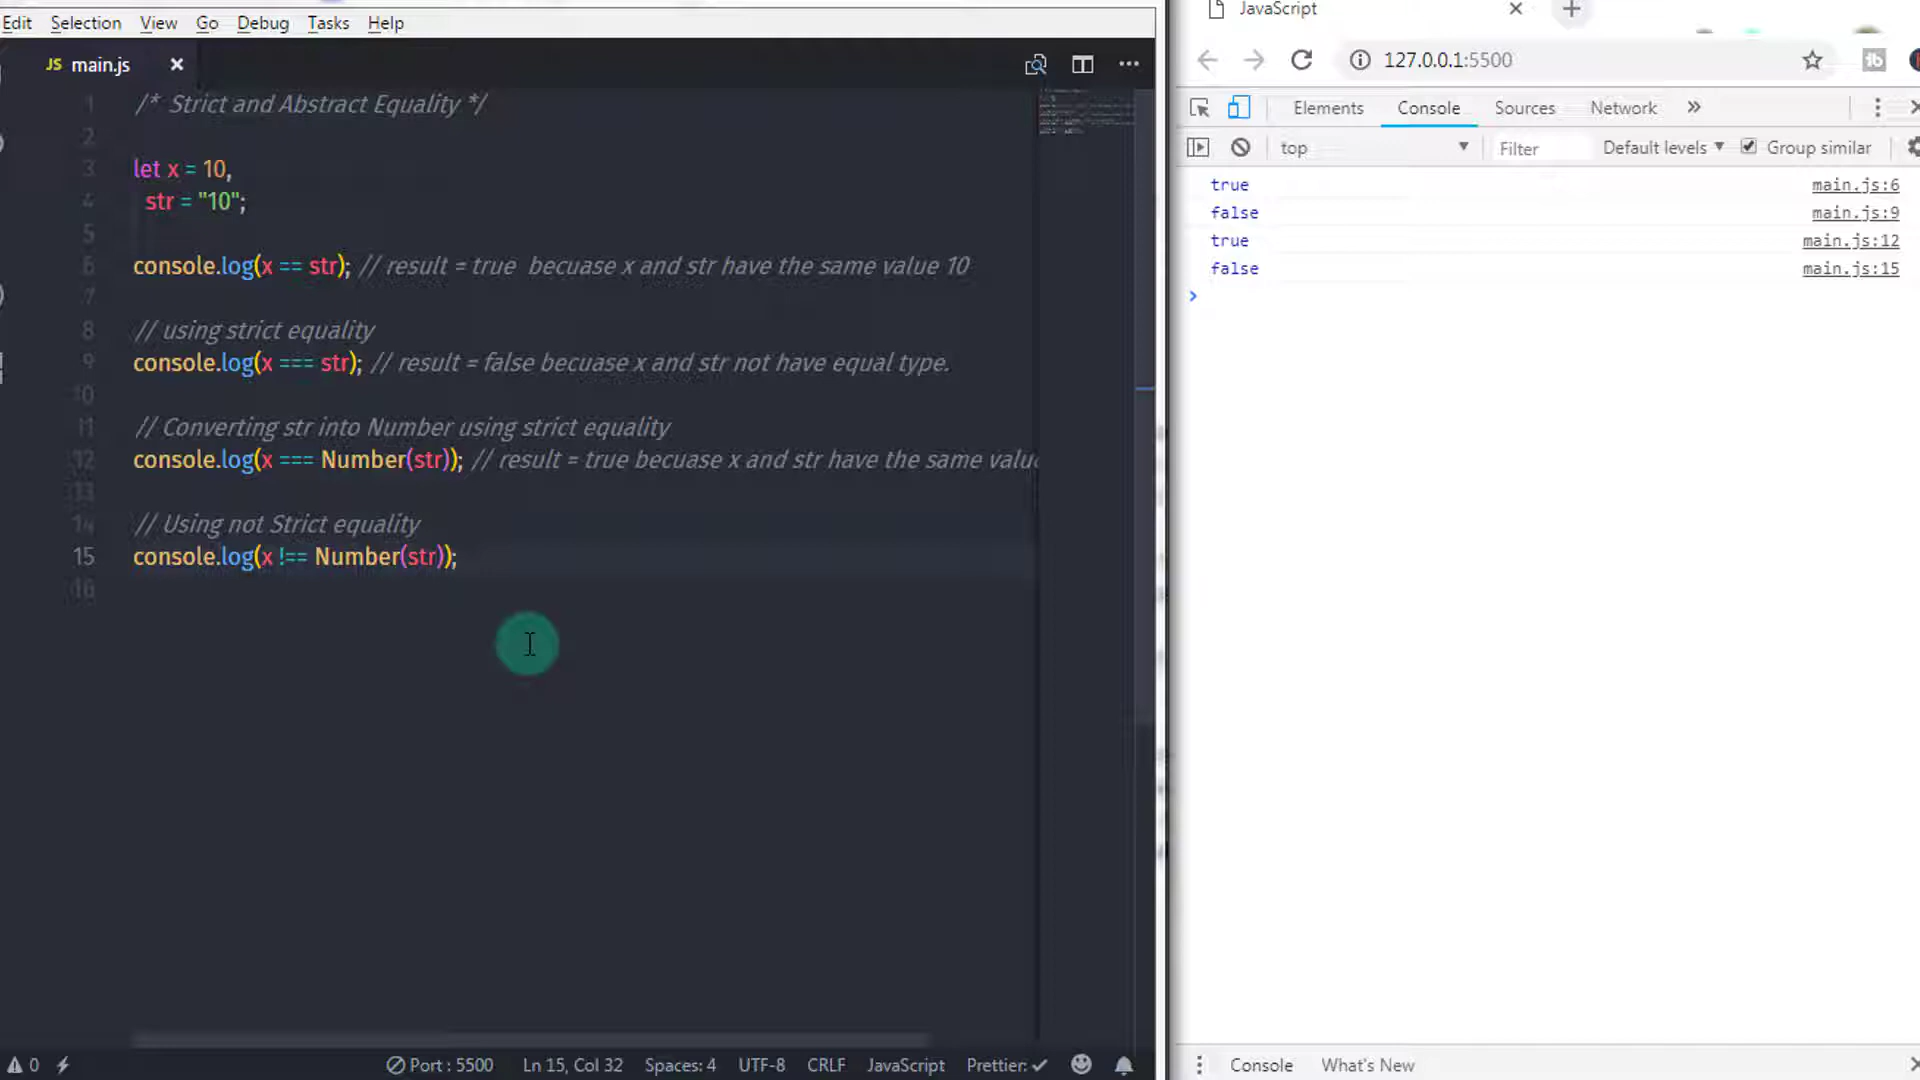 Edit Selection View Go Debug Tasks Help
JS main.js
1 /* Strict and Abstract Equality */
2
3 let x = 10,
4 str = "10";
5
6 console.log(x == str); // result = true  becuase x and str have the same value 10
7
8 // using strict equality
9 console.log(x === str); // result = false becuase x and str not have equal type.
10
11 // Converting str into Number using strict equality
12 console.log(x === Number(str)); // result = true becuase x and str have the same value
13
14 // Using not Strict equality
15 console.log(x !== Number(str));
16
0 Port : 5500 Ln 15, Col 32 Spaces: 4 UTF-8 CRLF JavaScript Prettier: ✓
JavaScript
127.0.0.1:5500
Elements Console Sources Network »
top Filter Default levels ▼ Group similar
true main.js:6
false main.js:9
true main.js:12
false main.js:15
>
Console What's New